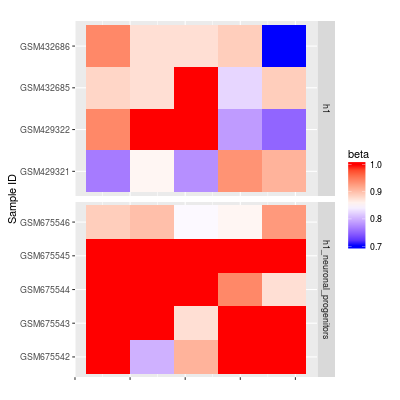 GSM432686
GSM432685
GSM429322
GSM429321
h1
GSM675546
GSM675545
GSM675544
GSM675543
GSM675542
h1_neuronal_progenitors
Sample ID
beta
1.0
0.9
0.8
0.7